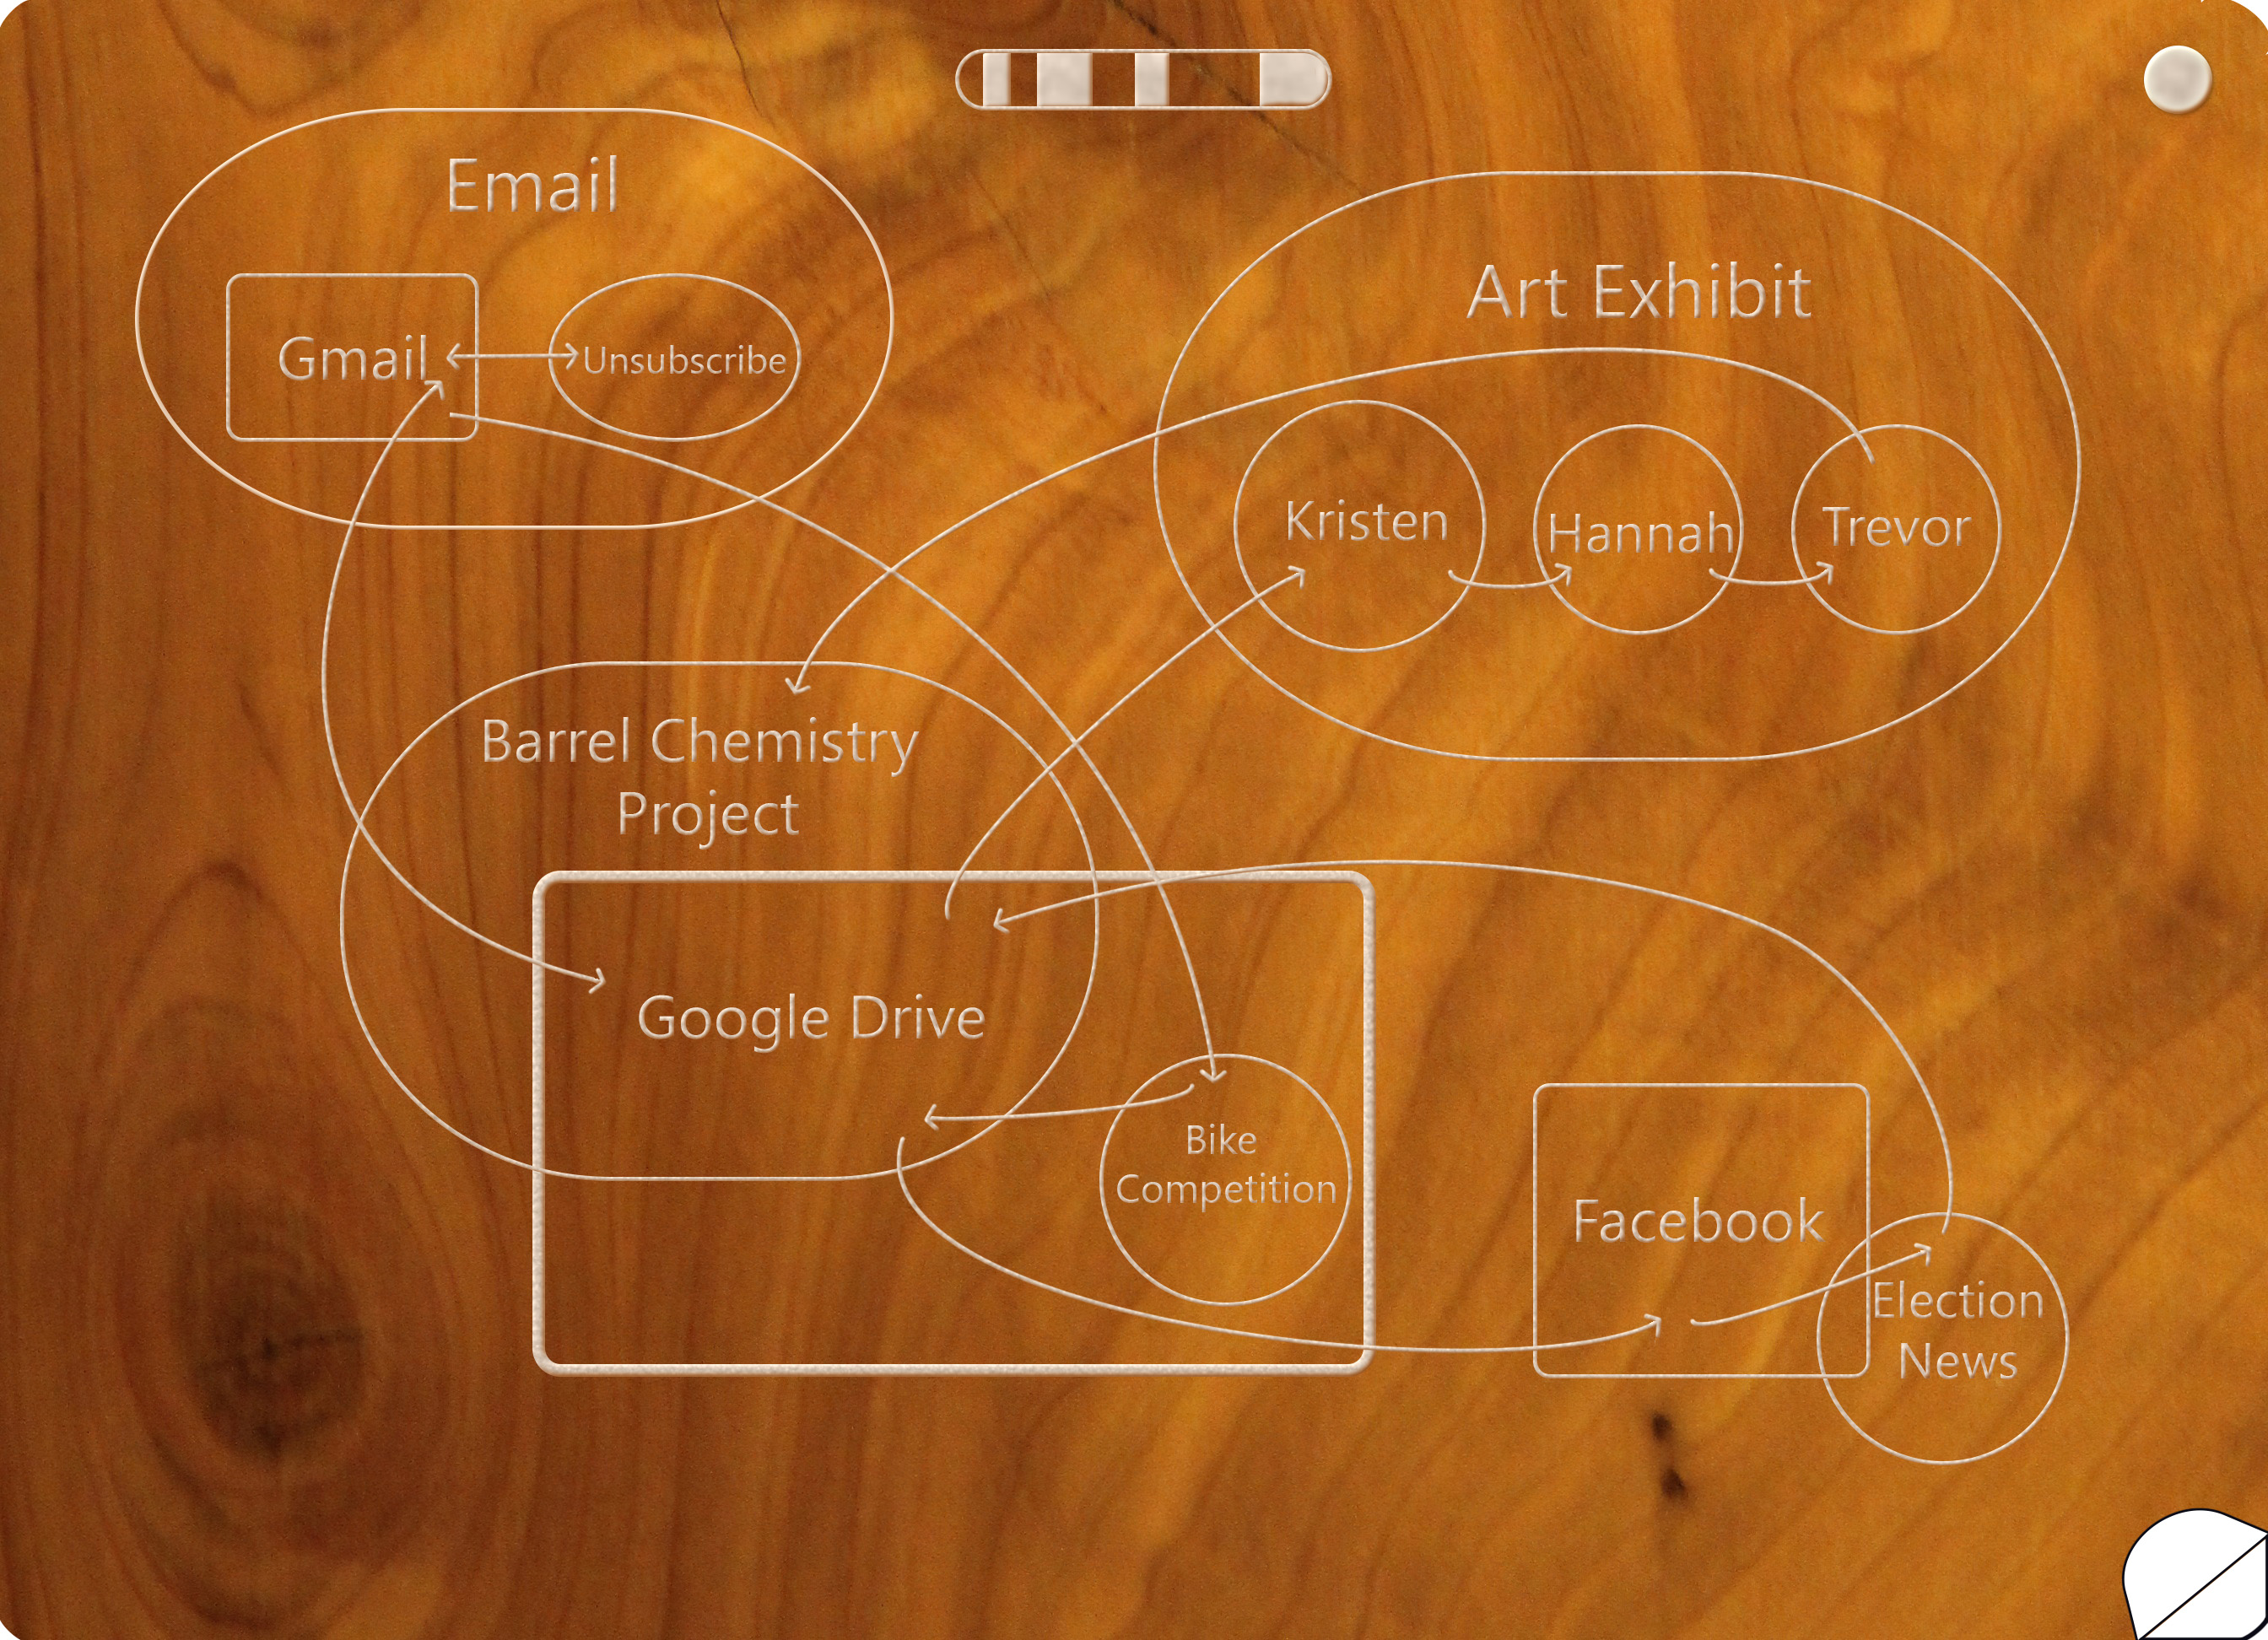 Email
Gmail
Unsubscribe
Art Exhibit
Kristen
Hannah
Trevor
Barrel Chemistry
Project
Google Drive
Bike
Competition
Facebook
Election
News